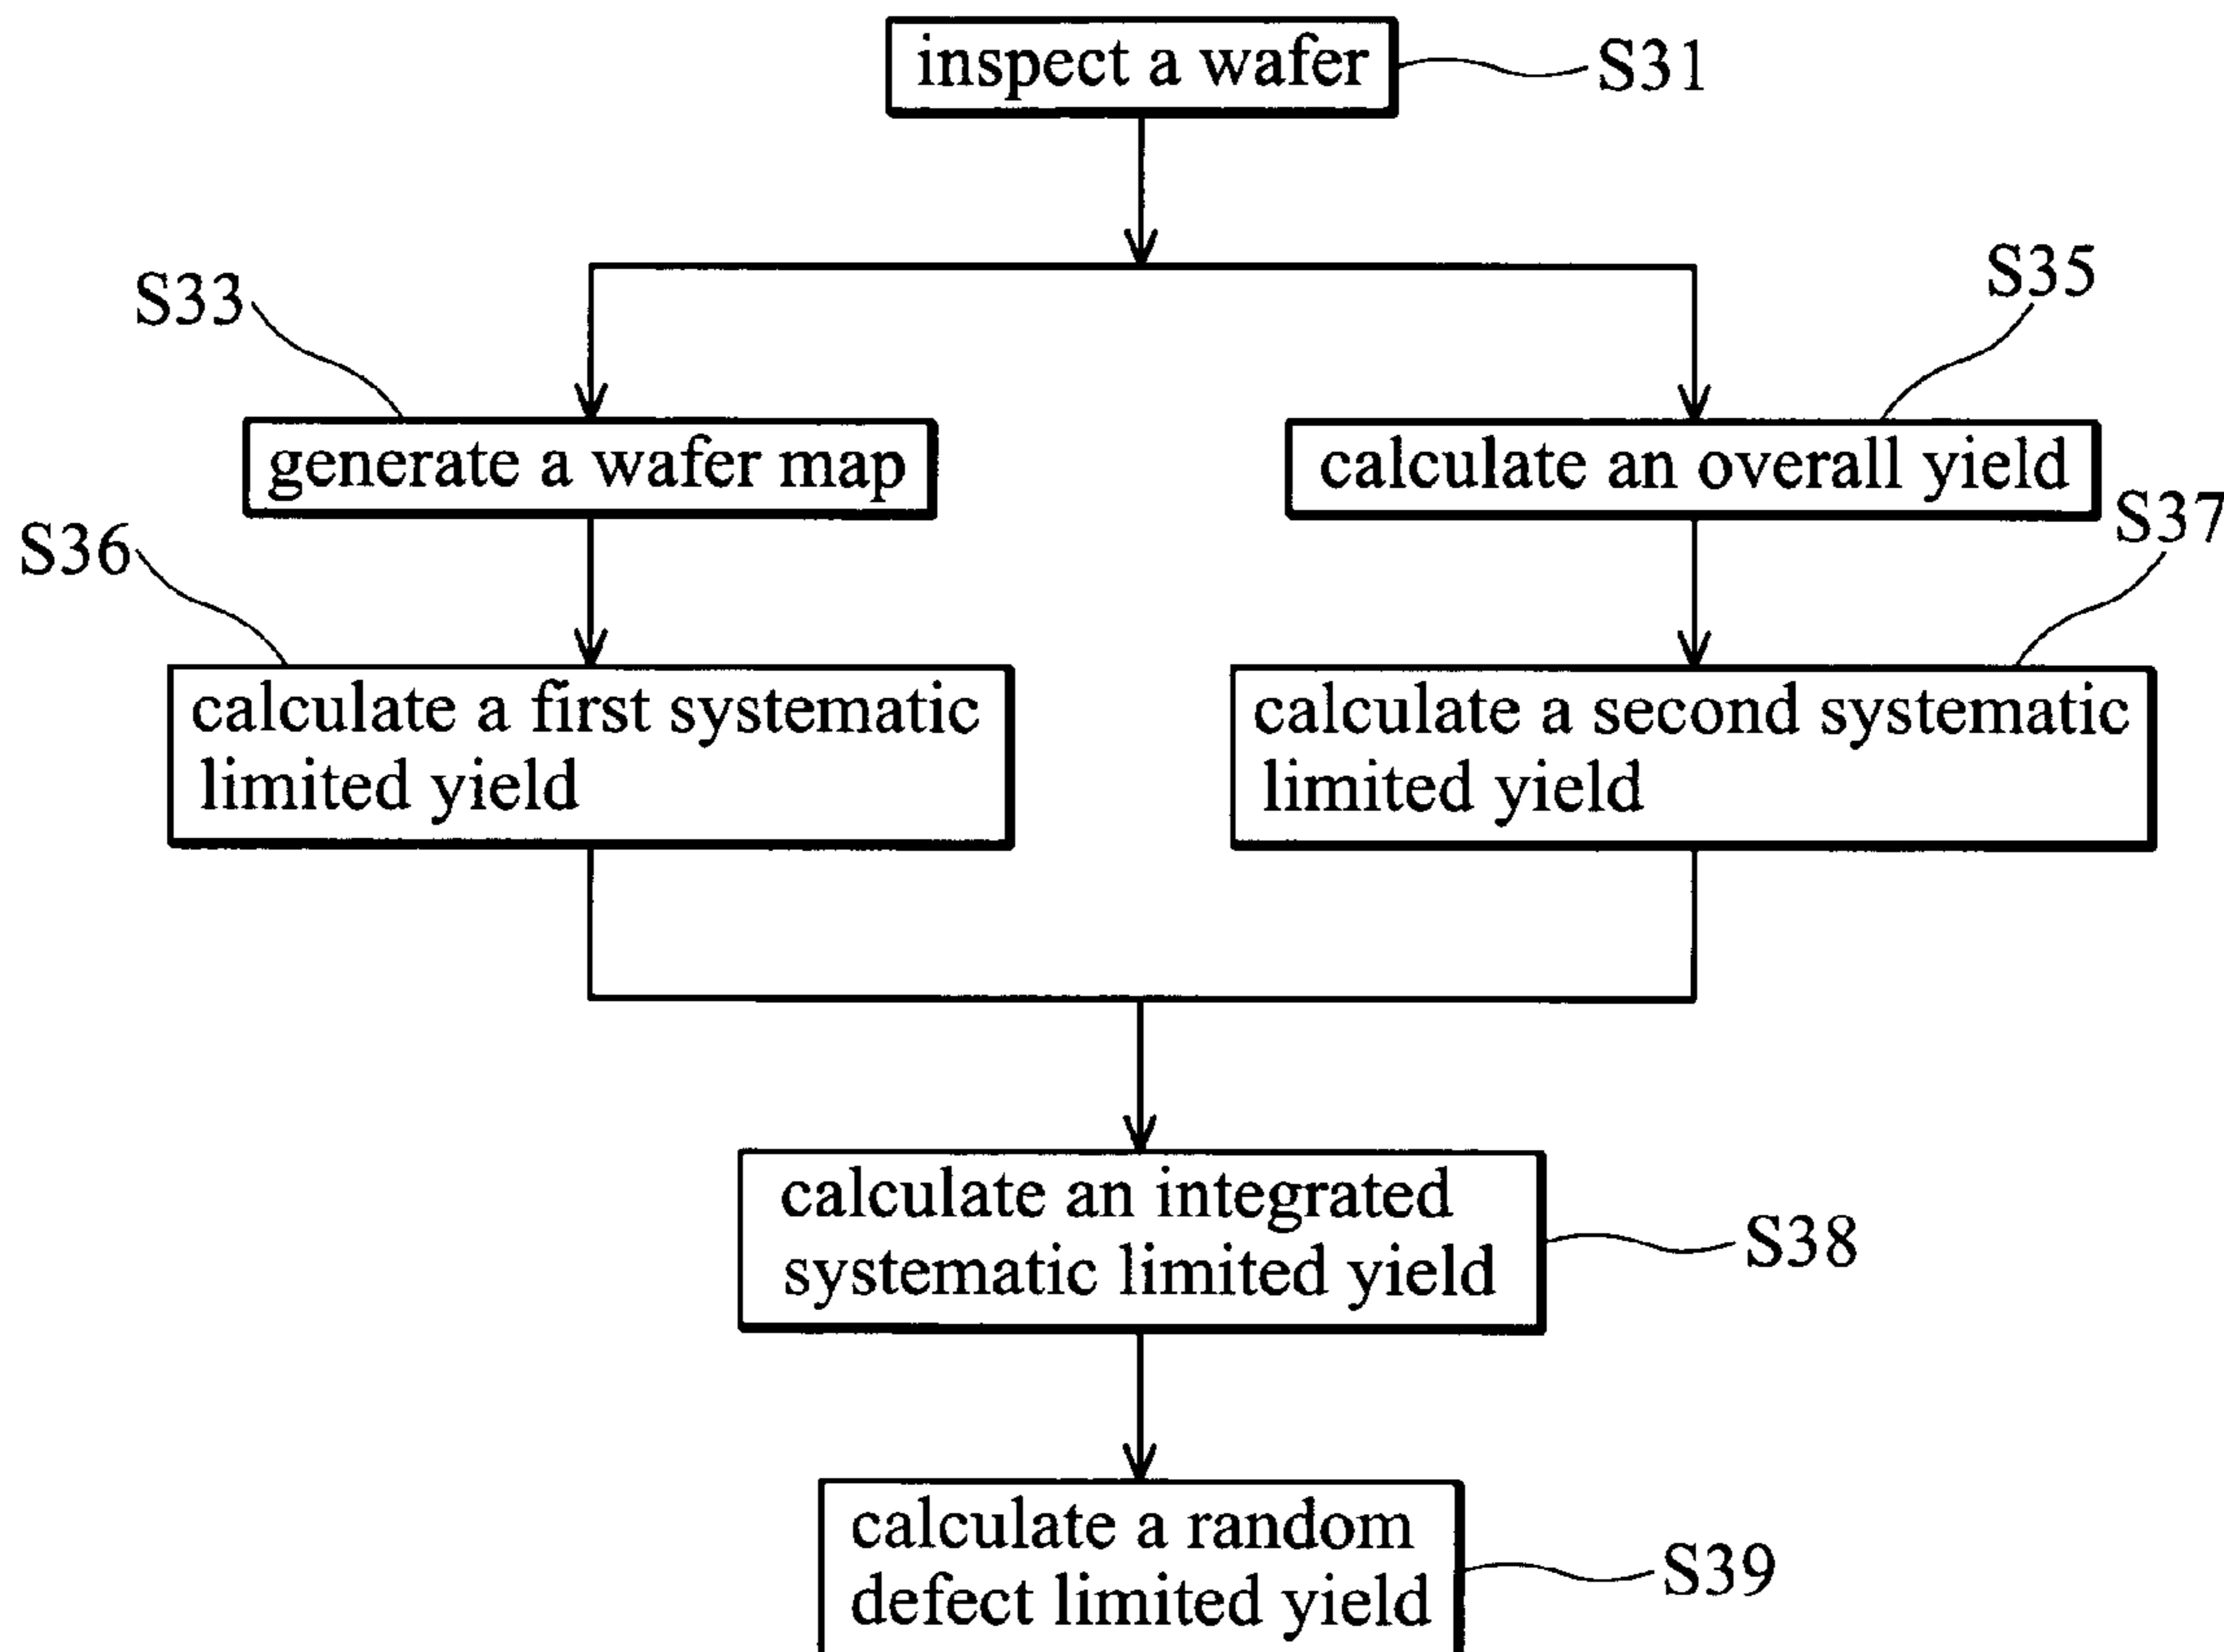 inspect a wafer
S31
S33
S35
generate a wafer map
calculate an overall yield
S36
S37
calculate a first systematic
limited yield
calculate a second systematic
limited yield
calculate an integrated
systematic limited yield
S38
calculate a random
defect limited yield
S39